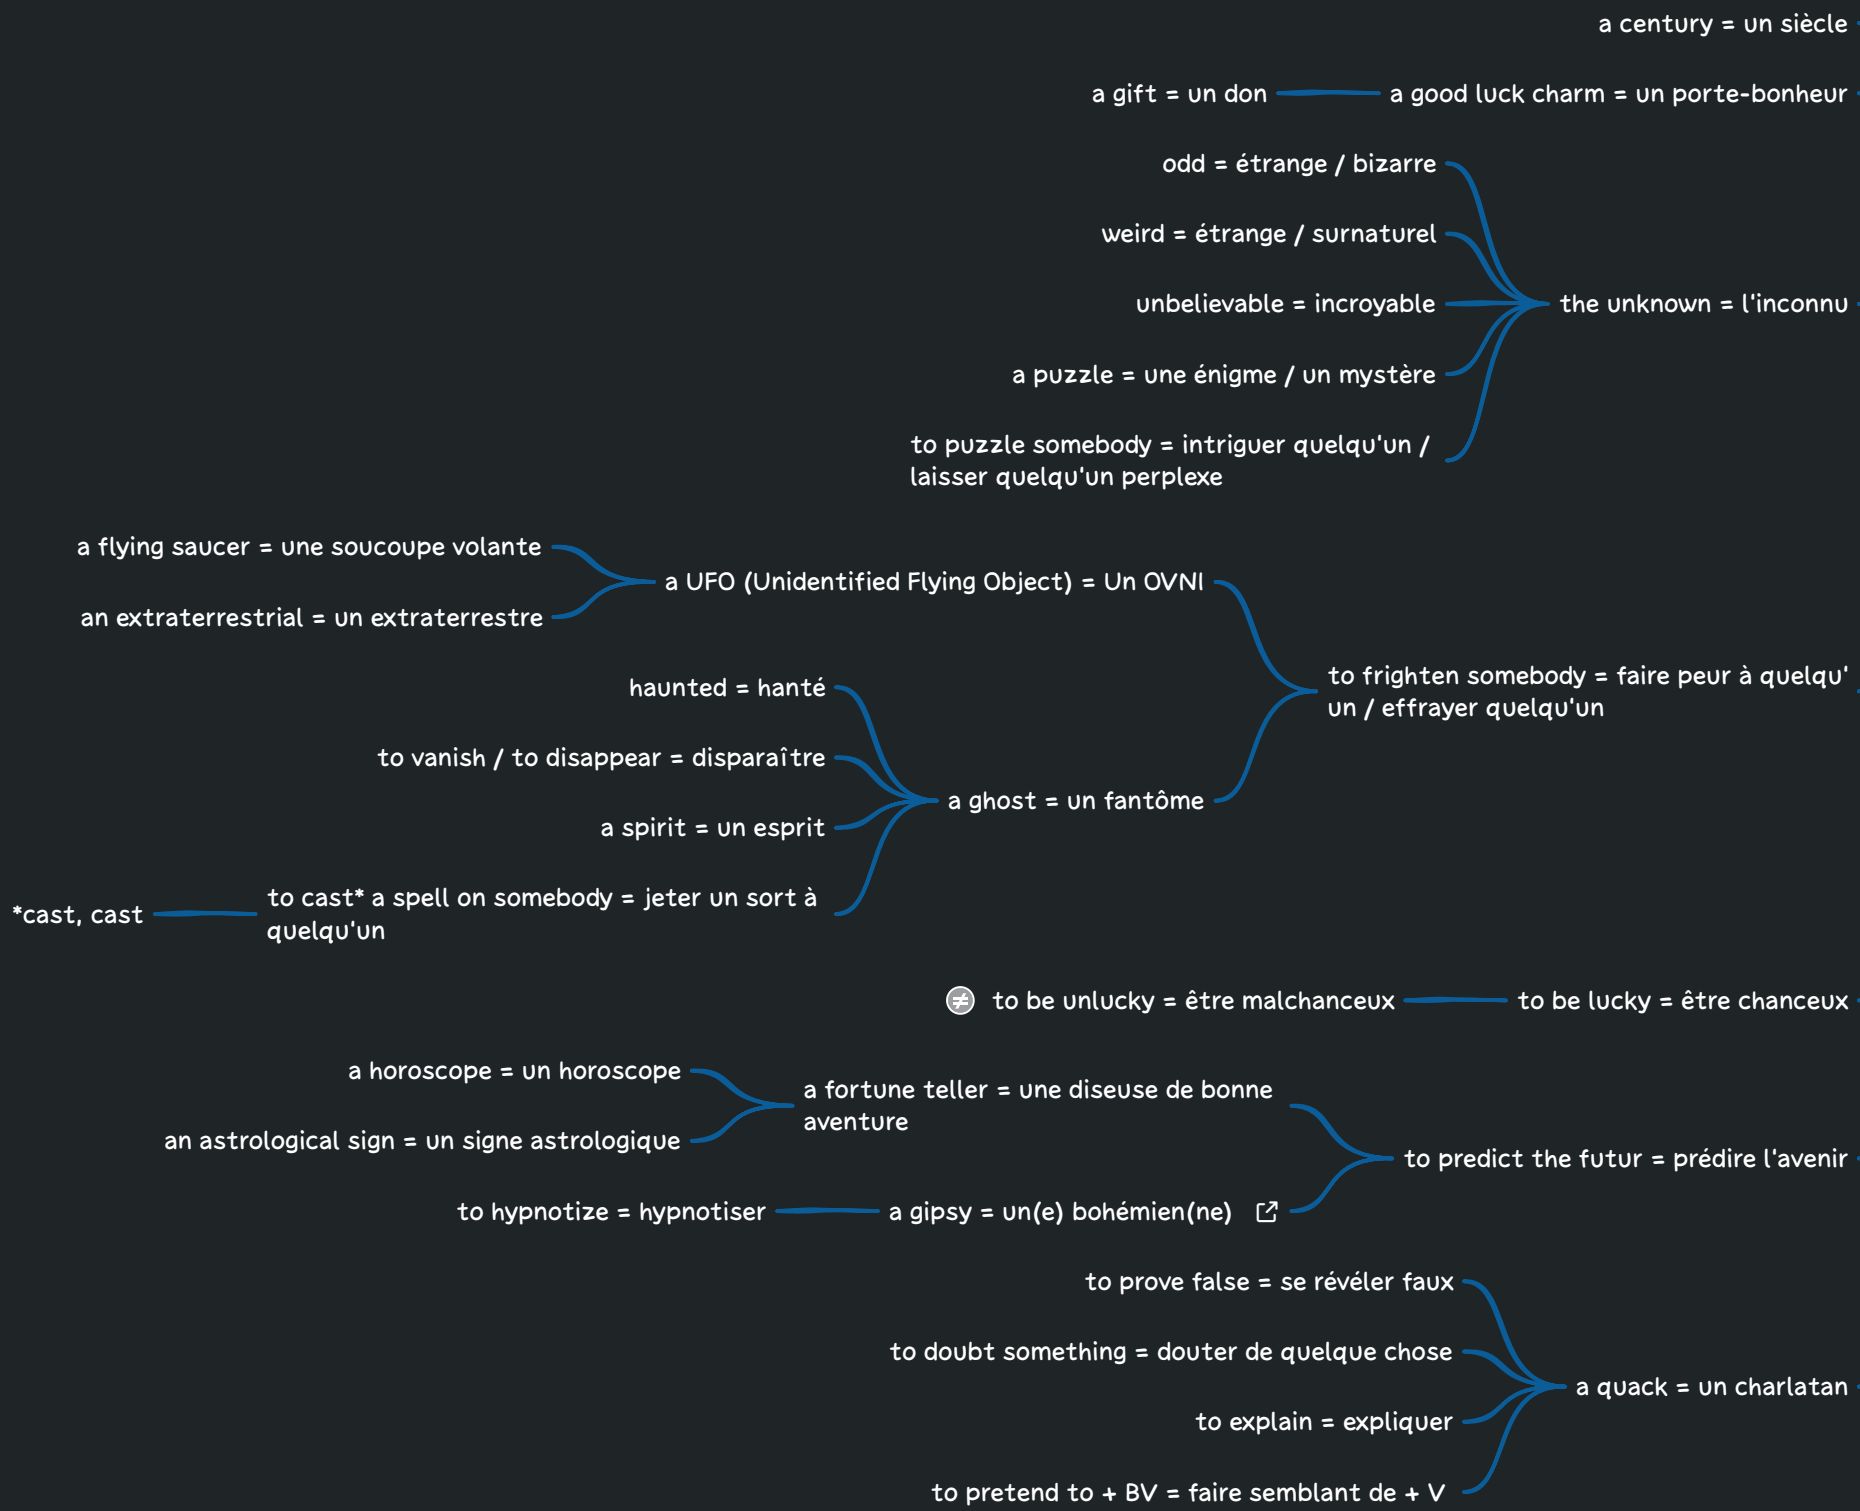 a century = un siècle
a gift = un don
a good luck charm = un porte-bonheur
odd = étrange / bizarre
weird = étrange / surnaturel
unbelievable = incroyable
the unknown = l'inconnu
a puzzle = une énigme / un mystère
to puzzle somebody = intriguer quelqu'un /
laisser quelqu'un perplexe
a flying saucer = une soucoupe volante
a UFO (Unidentified Flying Object) = Un OVNI
an extraterrestrial = un extraterrestre
to frighten somebody = faire peur à quelqu'
un / effrayer quelqu'un
haunted = hanté
to vanish / to disappear = disparaître
a ghost = un fantôme
a spirit = un esprit
*cast, cast
to cast* a spell on somebody = jeter un sort à
quelqu'un
≠ to be unlucky = être malchanceux
to be lucky = être chanceux
a horoscope = un horoscope
a fortune teller = une diseuse de bonne
aventure
an astrological sign = un signe astrologique
to predict the futur = prédire l'avenir
to hypnotize = hypnotiser
a gipsy = un(e) bohémien(ne)
to prove false = se révéler faux
to doubt something = douter de quelque chose
a quack = un charlatan
to explain = expliquer
to pretend to + BV = faire semblant de + V